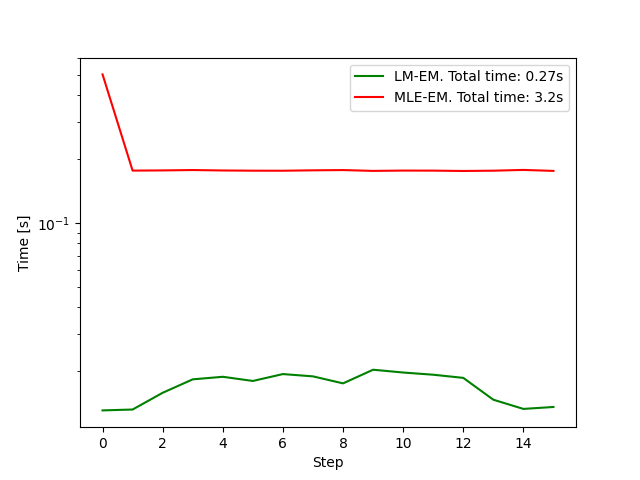 LM-EM. Total time: 0.27s
MLE-EM. Total time: 3.2s
Time [s]
10⁻¹
0 2 4 6 8 10 12 14
Step